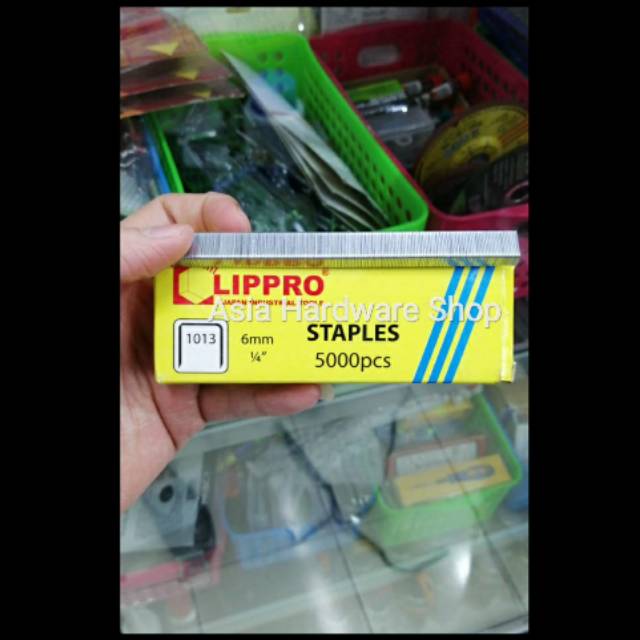 LIPPRO®
JAPAN INDUSTRIAL TOOLS
Asia Hardware Shop
1013
6mm
¼"
STAPLES
5000pcs